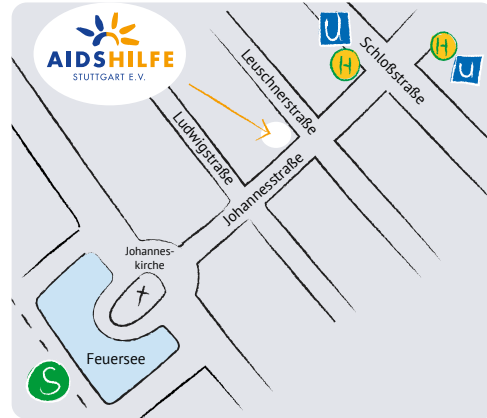 AIDSHILFE
STUTTGART E.V.
U
H
H
U
Schloßstraße
Leuschnerstraße
Ludwigstraße
Johannesstraße
Johannes-
kirche
Feuersee
S